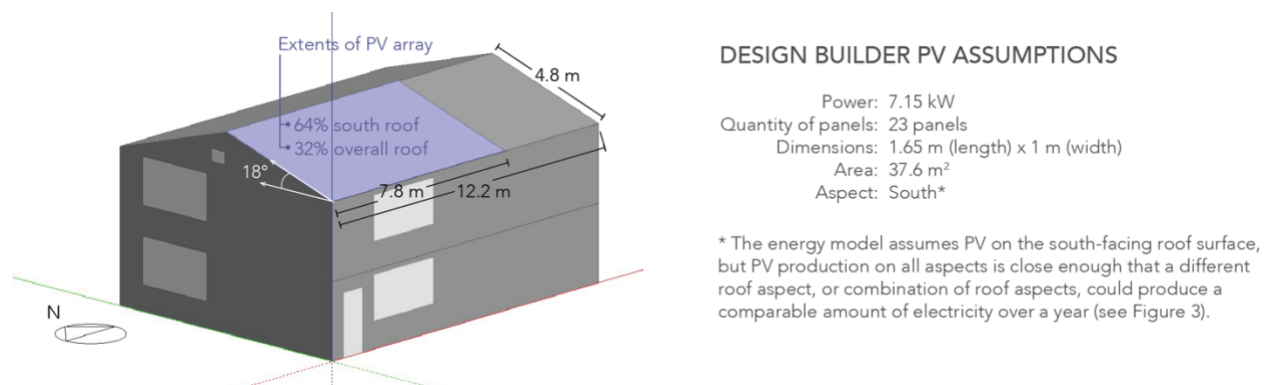 Extents of PV array
4.8 m
64% south roof
32% overall roof
18°
7.8 m
12.2 m
N
DESIGN BUILDER PV ASSUMPTIONS
Power: 7.15 kW
Quantity of panels: 23 panels
Dimensions: 1.65 m (length) x 1 m (width)
Area: 37.6 m²
Aspect: South*
* The energy model assumes PV on the south-facing roof surface,
but PV production on all aspects is close enough that a different
roof aspect, or combination of roof aspects, could produce a
comparable amount of electricity over a year (see Figure 3).